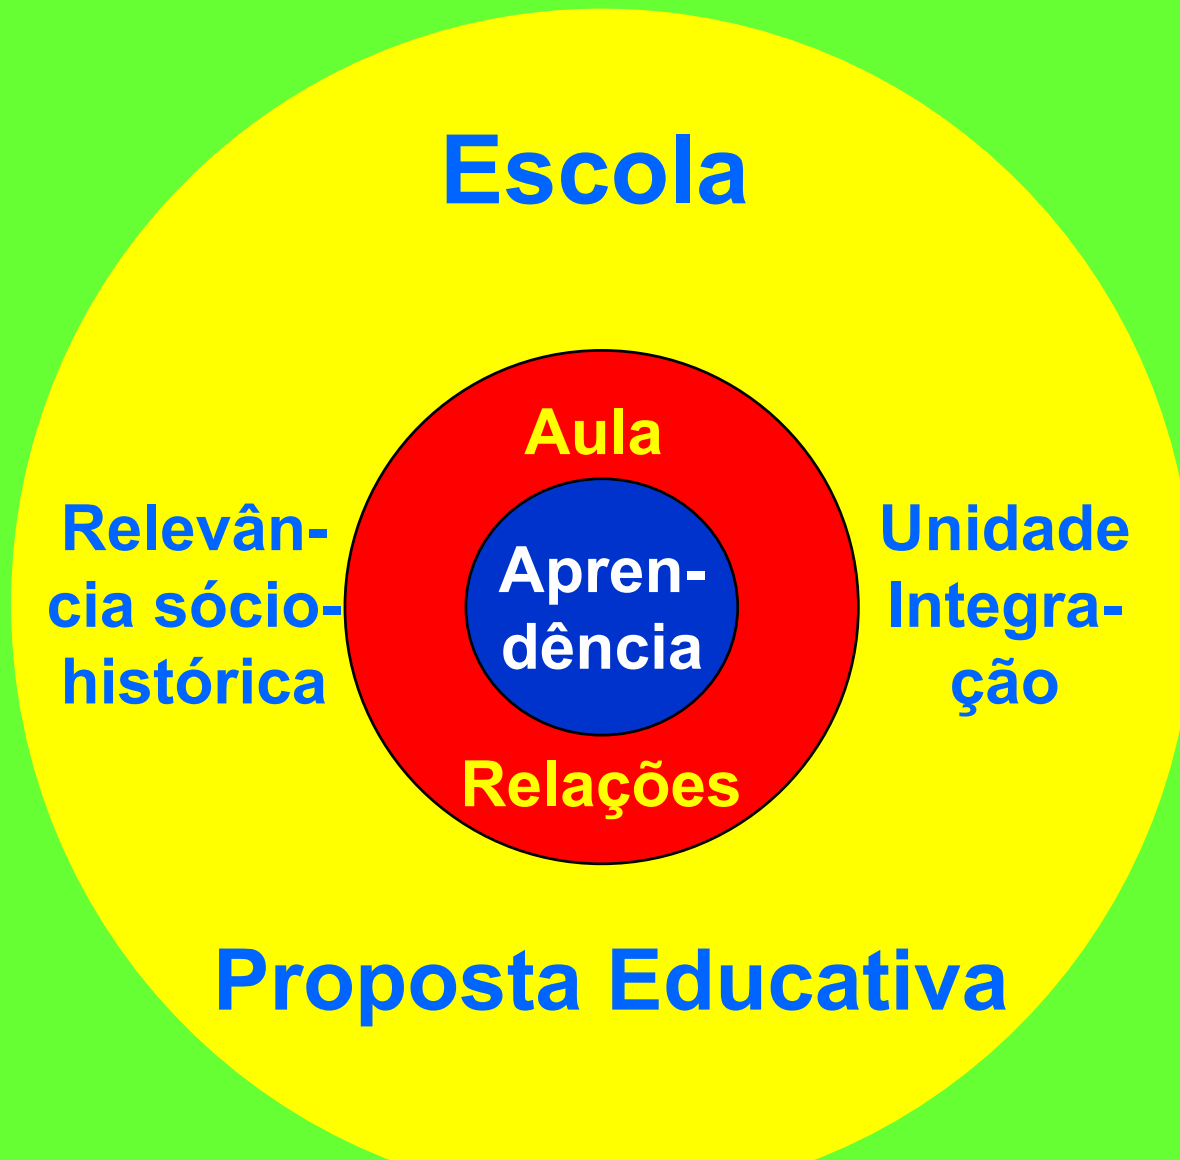 Escola
Aula
Relevân-
cia sócio-
histórica
Apren-
dência
Unidade
Integra-
ção
Relações
Proposta Educativa